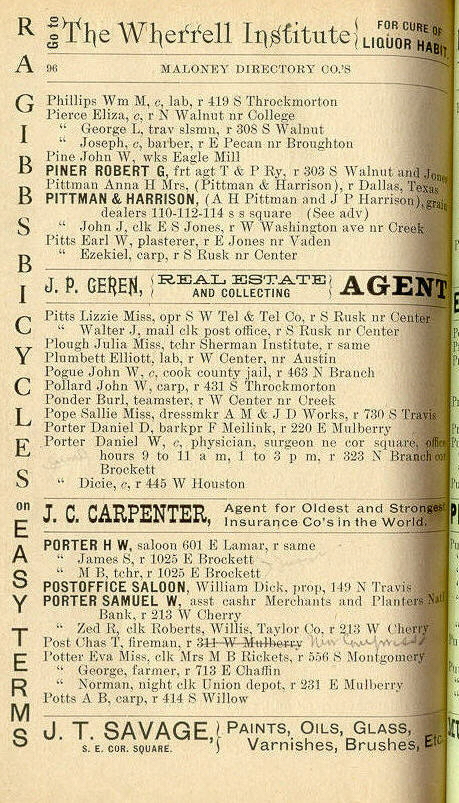 RAGIBBS BICYCLES on EASY TERMS
Go to The Wherrell Institute { FOR CURE OF
LIQUOR HABIT.
96 MALONEY DIRECTORY CO.'S
Phillips Wm M, c, lab, r 419 S Throckmorton
Pierce Eliza, c, r N Walnut nr College
" George L, trav slsmn, r 308 S Walnut
" Joseph, c, barber, r E Pecan nr Broughton
Pine John W, wks Eagle Mill
PINER ROBERT G, frt agt T & P Ry, r 303 S Walnut and Jones
Pittman Anna H Mrs, (Pittman & Harrison), r Dallas, Texas
PITTMAN & HARRISON, (A H Pittman and J P Harrison), grain
dealers 110-112-114 s s square (See adv)
" John J, clk E S Jones, r W Washington ave nr Creek
Pitts Earl W, plasterer, r E Jones nr Vaden
" Ezekiel, carp, r S Rusk nr Center
J. P. GEREN, { REAL ESTATE
AND COLLECTING } AGENT
Pitts Lizzie Miss, opr S W Tel & Tel Co, r S Rusk nr Center
" Walter J, mail clk post office, r S Rusk nr Center
Plough Julia Miss, tchr Sherman Institute, r same
Plumbett Elliott, lab, r W Center, nr Austin
Pogue John W, c, cook county jail, r 463 N Branch
Pollard John W, carp, r 431 S Throckmorton
Ponder Burl, teamster, r W Center nr Creek
Pope Sallie Miss, dressmkr A M & J D Works, r 730 S Travis
Porter Daniel D, barkpr F Meilink, r 220 E Mulberry
Porter Daniel W, c, physician, surgeon ne cor square, office
hours 9 to 11 a m, 1 to 3 p m, r 323 N Branch cor
Brockett
" Dicie, c, r 445 W Houston
J. C. CARPENTER, Agent for Oldest and Strongest
Insurance Co's in the World.
PORTER H W, saloon 601 E Lamar, r same
" James S, r 1025 E Brockett
" M B, tchr, r 1025 E Brockett
POSTOFFICE SALOON, William Dick, prop, 149 N Travis
PORTER SAMUEL W, asst cashr Merchants and Planters Natl
Bank, r 213 W Cherry
" Zed R, clk Roberts, Willis, Taylor Co, r 213 W Cherry
Post Chas T, fireman, r 311 W Mulberry
Potter Eva Miss, clk Mrs M B Rickets, r 556 S Montgomery
" George, farmer, r 713 E Chaffin
" Norman, night clk Union depot, r 231 E Mulberry
Potts A B, carp, r 414 S Willow
J. T. SAVAGE, { PAINTS, OILS, GLASS,
S. E. COR. SQUARE. Varnishes, Brushes, Etc.